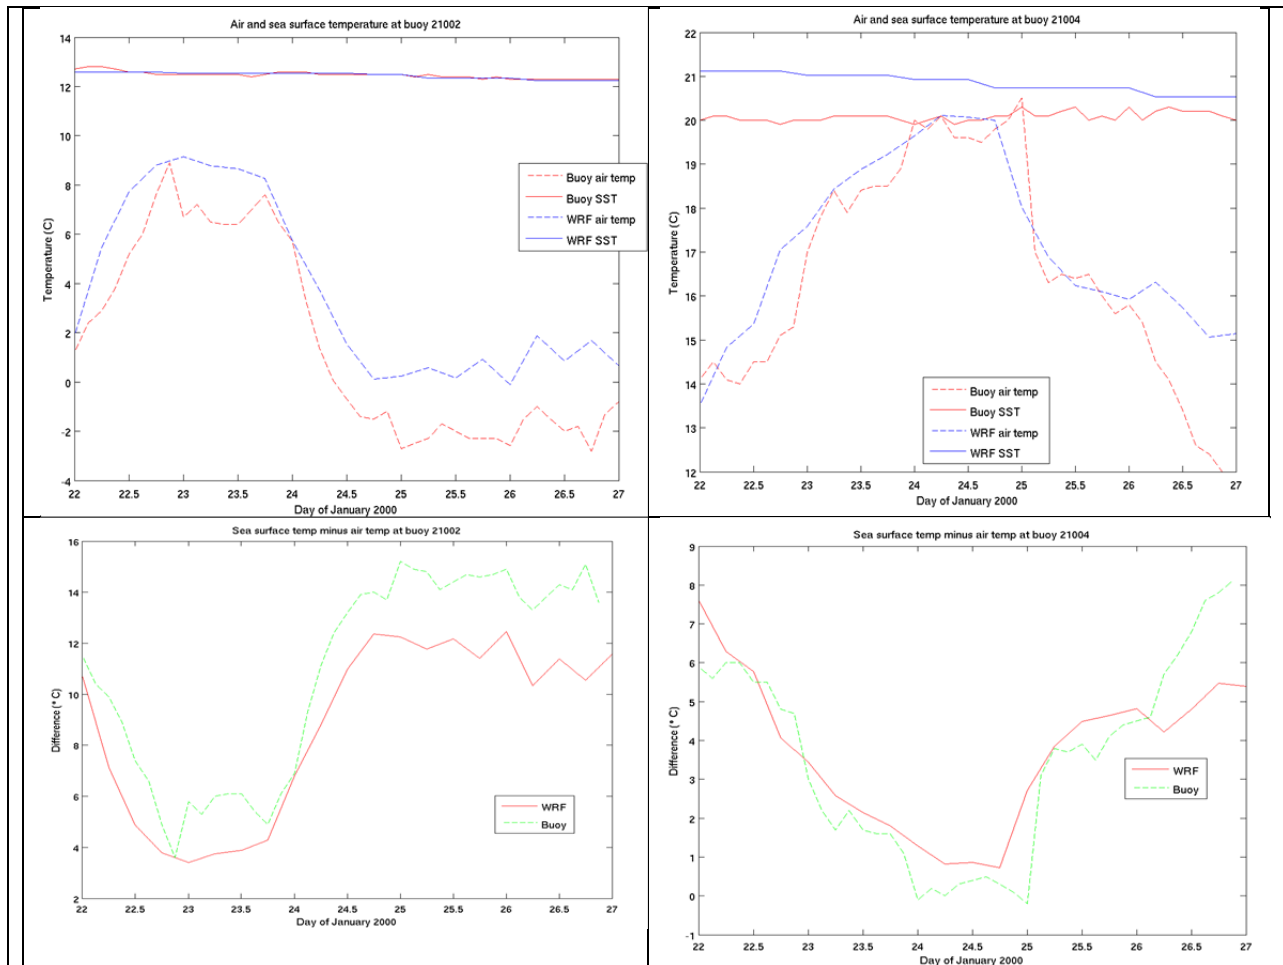 Air and sea surface temperature at buoy 21002
14
12
10
8
6
4
2
0
-2
-4
Temperature (C)
22 22.5 23 23.5 24 24.5 25 25.5 26 26.5 27
Day of January 2000
Buoy air temp
Buoy SST
WRF air temp
WRF SST
Air and sea surface temperature at buoy 21004
22
21
20
19
18
17
16
15
14
13
12
Temperature (C)
22 22.5 23 23.5 24 24.5 25 25.5 26 26.5 27
Day of January 2000
Buoy air temp
Buoy SST
WRF air temp
WRF SST
Sea surface temp minus air temp at buoy 21002
16
14
12
10
8
6
4
2
Difference (° C)
22 22.5 23 23.5 24 24.5 25 25.5 26 26.5 27
Day of January 2000
WRF
Buoy
Sea surface temp minus air temp at buoy 21004
9
8
7
6
5
4
3
2
1
0
-1
Difference (° C)
22 22.5 23 23.5 24 24.5 25 25.5 26 26.5 27
Day of January 2000
WRF
Buoy